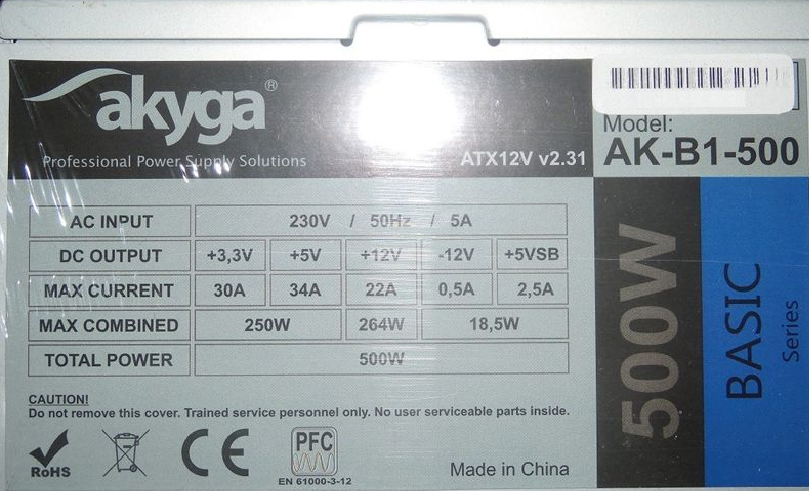 akyga®
Professional Power Supply Solutions
ATX12V v2.31
Model:
AK-B1-500
AC INPUT 230V / 50Hz / 5A
DC OUTPUT +3,3V +5V +12V -12V +5VSB
MAX CURRENT 30A 34A 22A 0,5A 2,5A
MAX COMBINED 250W 264W 18,5W
TOTAL POWER 500W
500W
BASIC
Series
CAUTION!
Do not remove this cover. Trained service personnel only. No user serviceable parts inside.
RoHS
CE
PFC
EN 61000-3-12
Made in China